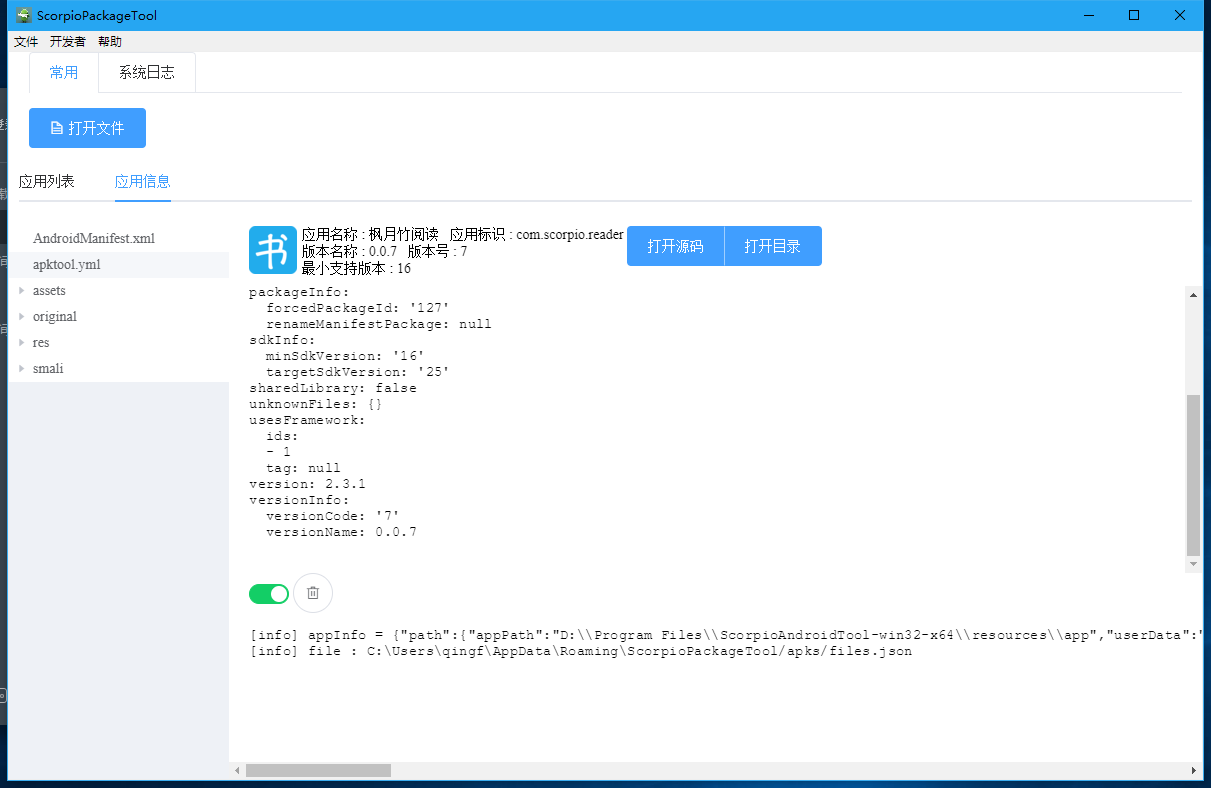 ScorpioPackageTool
文件 开发者 帮助
常用 系统日志
打开文件
应用列表 应用信息
AndroidManifest.xml
apktool.yml
assets
original
res
smali
应用名称 : 枫月竹阅读 应用标识 : com.scorpio.reader
版本名称 : 0.0.7 版本号 : 7
最小支持版本 : 16
书
打开源码 打开目录
packageInfo:
  forcedPackageId: '127'
  renameManifestPackage: null
sdkInfo:
  minSdkVersion: '16'
  targetSdkVersion: '25'
sharedLibrary: false
unknownFiles: {}
usesFramework:
  ids:
  - 1
  tag: null
version: 2.3.1
versionInfo:
  versionCode: '7'
  versionName: 0.0.7
[info] appInfo = {"path":{"appPath":"D:\\Program Files\\ScorpioAndroidTool-win32-x64\\resources\\app","userData":"
[info] file : C:\Users\qingf\AppData\Roaming\ScorpioPackageTool/apks/files.json